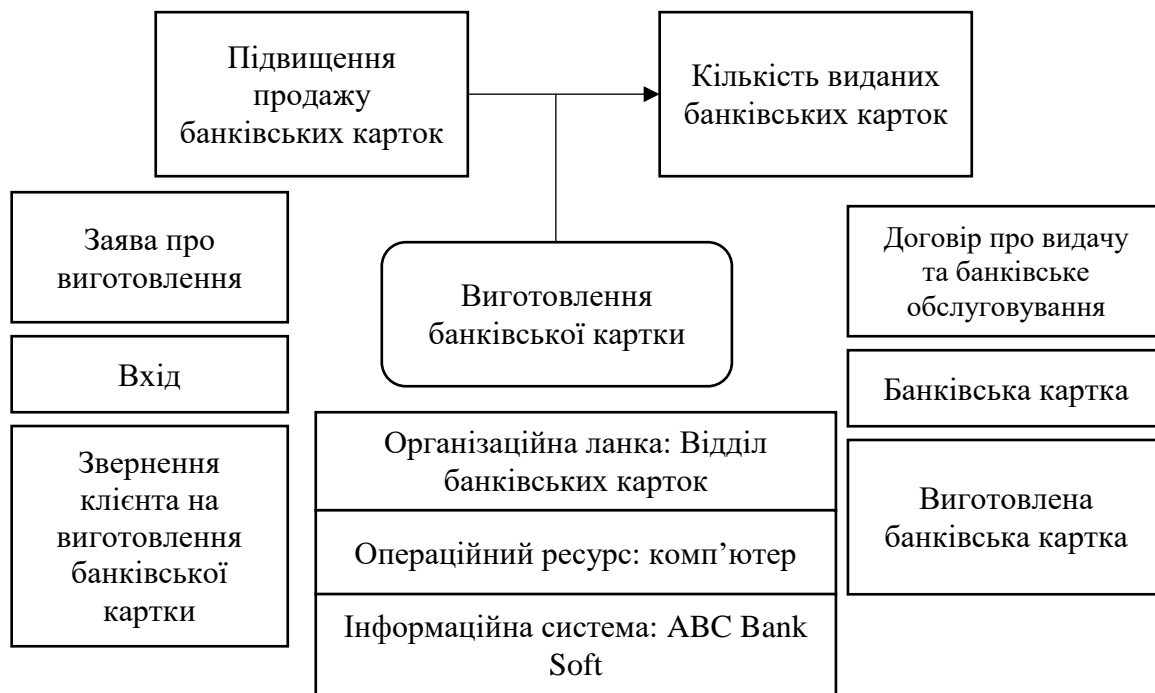 Підвищення
продажу
банківських карток
Кількість виданих
банківських карток
Заява про
виготовлення
Вхід
Звернення
клієнта на
виготовлення
банківської
картки
Виготовлення
банківської картки
Організаційна ланка: Відділ
банківських карток
Операційний ресурс: комп’ютер
Інформаційна система: ABC Bank
Soft
Договір про видачу
та банківське
обслуговування
Банківська картка
Виготовлена
банківська картка